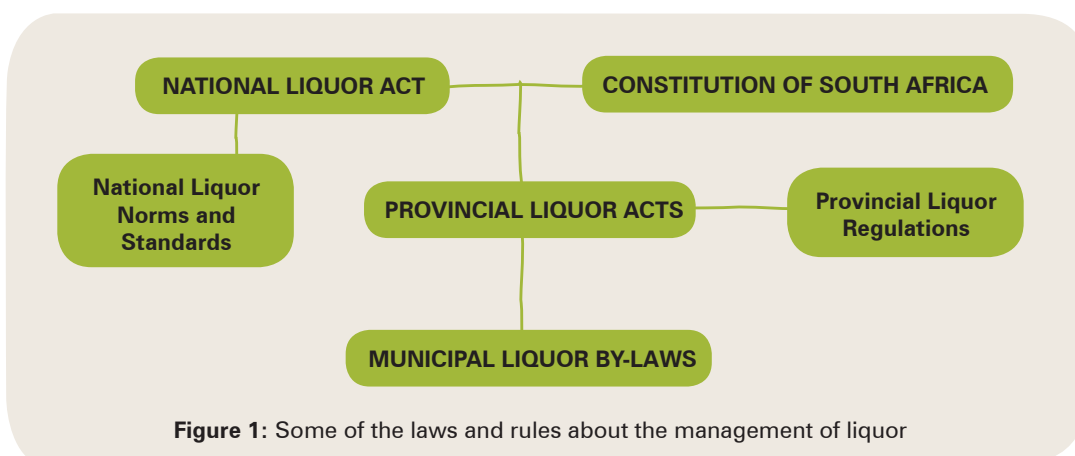 NATIONAL LIQUOR ACT
CONSTITUTION OF SOUTH AFRICA
National Liquor
Norms and
Standards
PROVINCIAL LIQUOR ACTS
Provincial Liquor
Regulations
MUNICIPAL LIQUOR BY-LAWS
Figure 1: Some of the laws and rules about the management of liquor